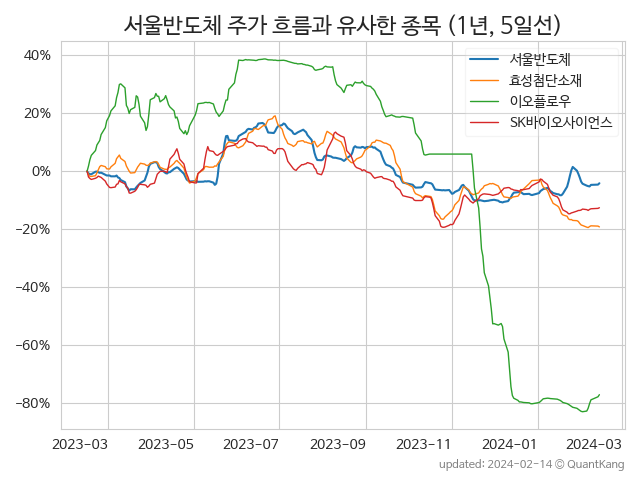 서울반도체 주가 흐름과 유사한 종목 (1년, 5일선)
서울반도체
효성첨단소재
이오플로우
SK바이오사이언스
40%
20%
0%
−20%
−40%
−60%
−80%
2023-03 2023-05 2023-07 2023-09 2023-11 2024-01 2024-03
updated: 2024-02-14 © QuantKang